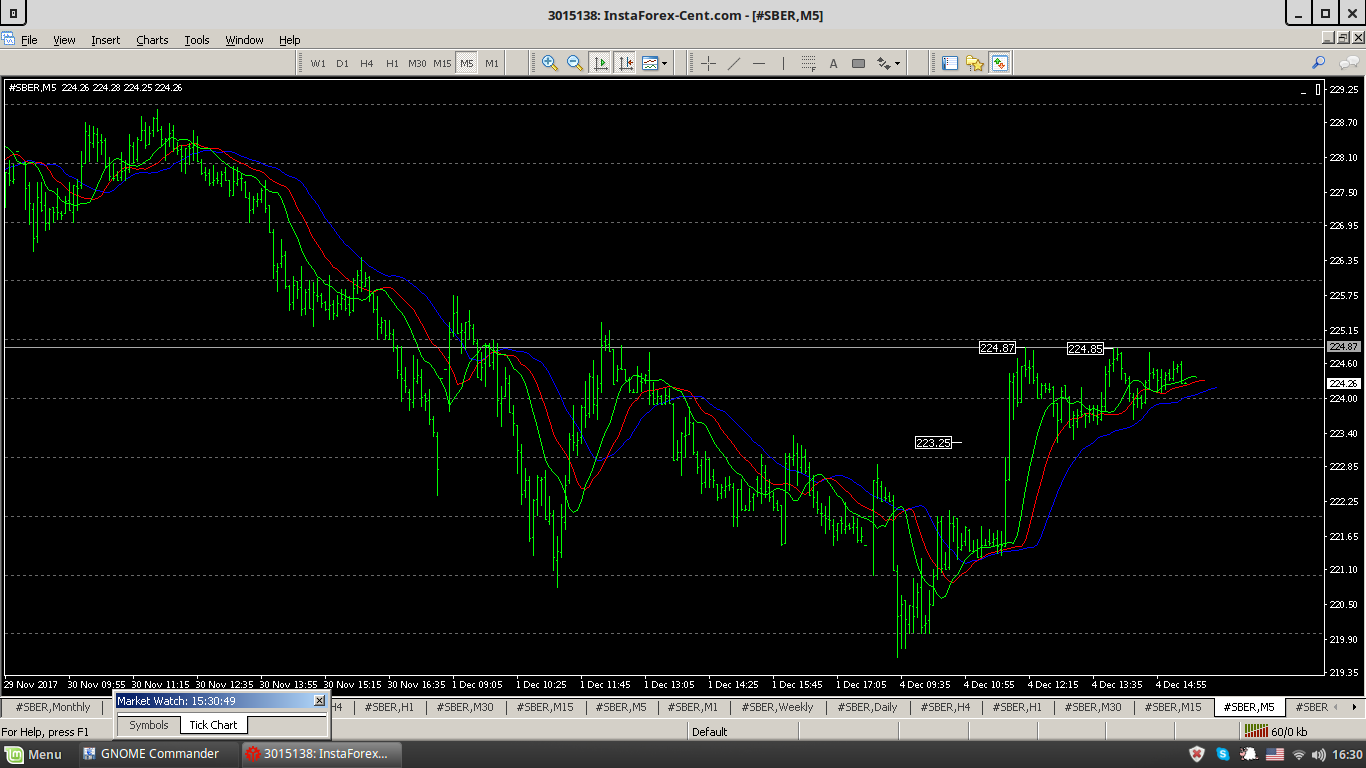 3015138: InstaForex-Cent.com - [#SBER,M5]
File View Insert Charts Tools Window Help
W1 D1 H4 H1 M30 M15 M5 M1 A
#SBER,M5 224.26 224.28 224.25 224.26
229.25
228.70
228.10
227.50
226.95
226.35
225.75
225.15
224.87
224.87 224.85
224.60
224.26
224.00
223.40
223.25
222.85
222.25
221.65
221.10
220.50
219.90
219.35
29 Nov 2017 30 Nov 09:55 30 Nov 11:15 30 Nov 12:35 30 Nov 13:55 30 Nov 15:15 30 Nov 16:35 1 Dec 09:05 1 Dec 10:25 1 Dec 11:45 1 Dec 13:05 1 Dec 14:25 1 Dec 15:45 1 Dec 17:05 4 Dec 09:35 4 Dec 10:55 4 Dec 12:15 4 Dec 13:35 4 Dec 14:55
Market Watch: 15:30:49
Symbols Tick Chart
#SBER,Monthly H4 #SBER,H1 #SBER,M30 #SBER,M15 #SBER,M5 #SBER,M1 #SBER,Weekly #SBER,Daily #SBER,H4 #SBER,H1 #SBER,M30 #SBER,M15 #SBER,M5 #SBER
For Help, press F1 Default 60/0 kb
Menu GNOME Commander 3015138: InstaForex... 16:30